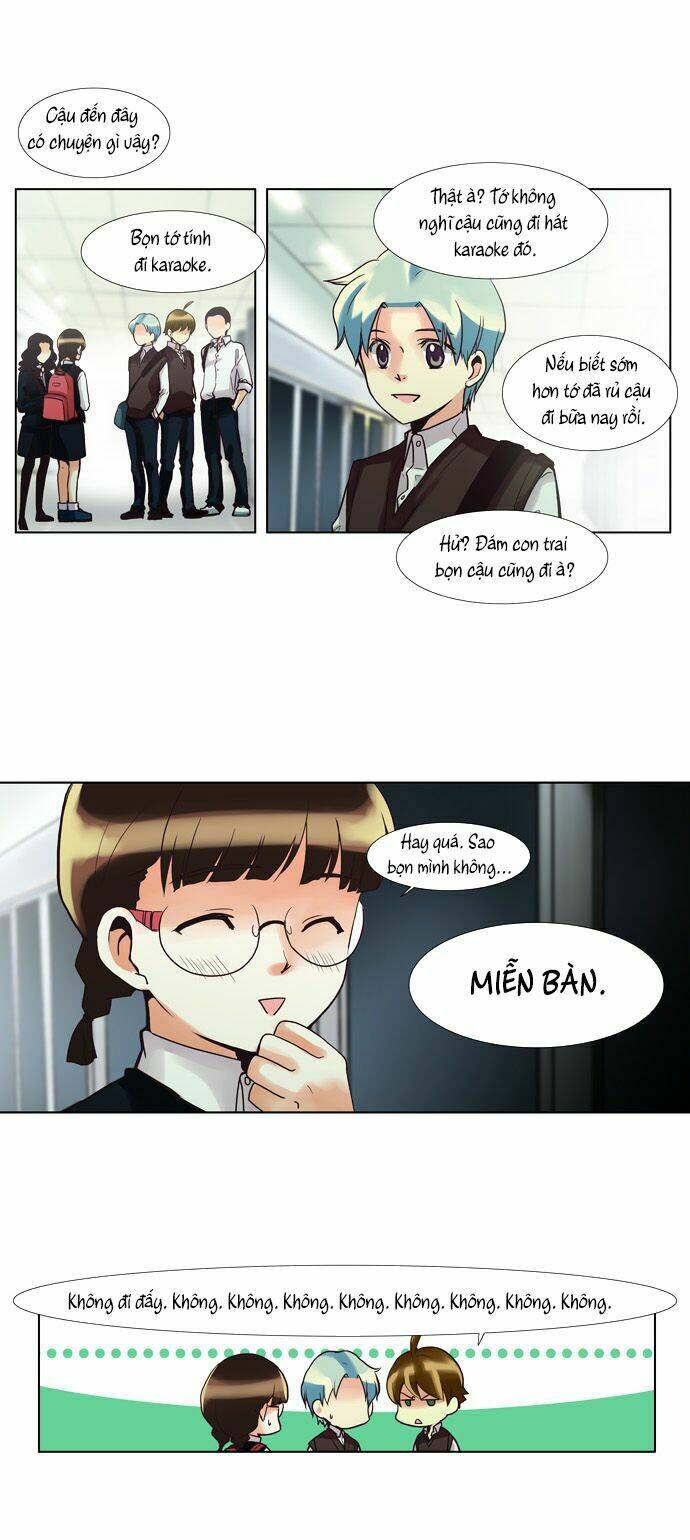 Cậu đến đây
có chuyện gì vậy?
Bọn tớ tính
đi karaoke.
Thật à? Tớ không
nghĩ cậu cũng đi hát
karaoke đó.
Nếu biết sớm
hơn tớ đã rủ cậu
đi bữa nay rồi.
Hử? Đám con trai
bọn cậu cũng đi à?
Hay quá. Sao
bọn mình không...
MIỄN BÀN.
Không đi đấy. Không. Không. Không. Không. Không. Không. Không. Không.